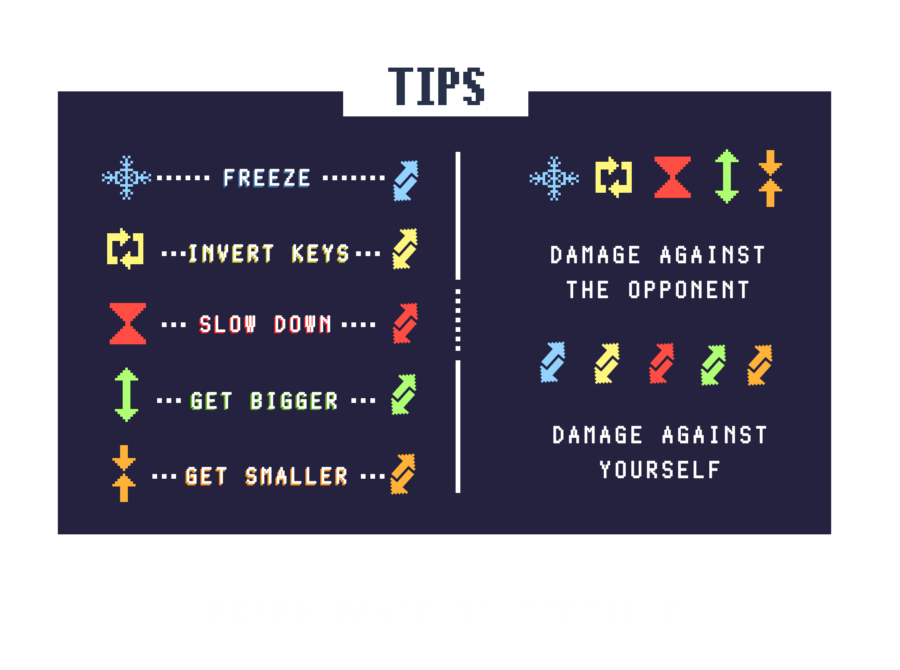 TIPS
FREEZE
INVERT KEYS
SLOW DOWN
GET BIGGER
GET SMALLER
DAMAGE AGAINST
THE OPPONENT
DAMAGE AGAINST
YOURSELF